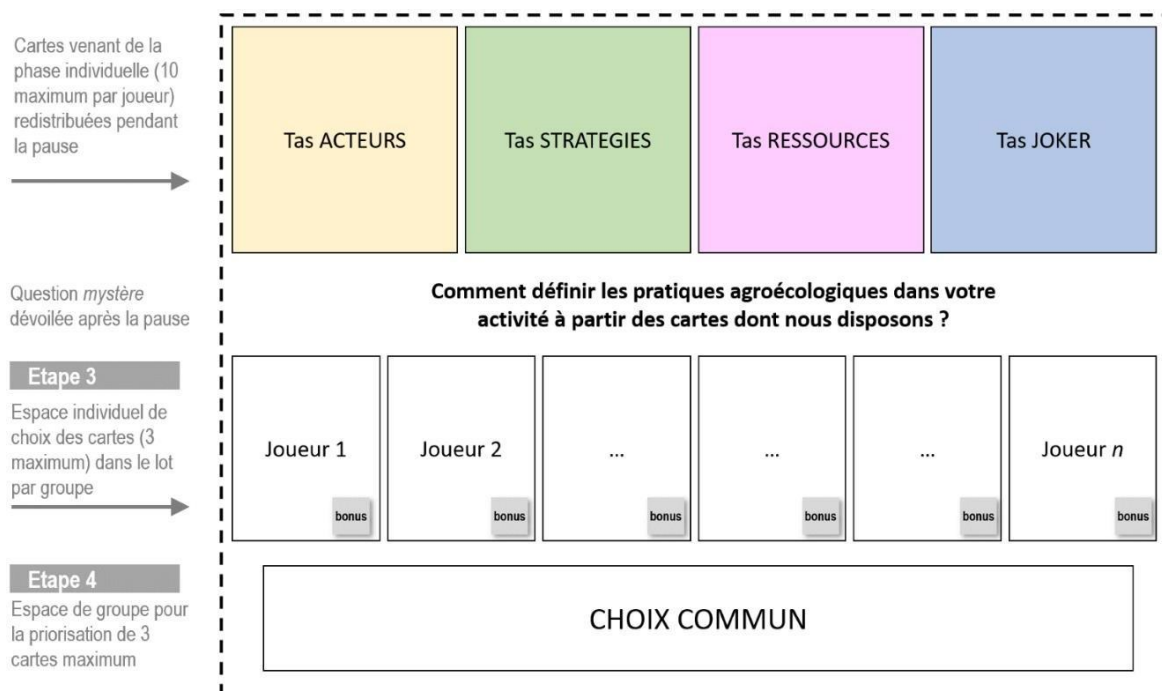 Cartes venant de la
phase individuelle (10
maximum par joueur)
redistribuées pendant
la pause
Tas ACTEURS
Tas STRATEGIES
Tas RESSOURCES
Tas JOKER
Question mystère
dévoilée après la pause
Comment définir les pratiques agroécologiques dans votre
activité à partir des cartes dont nous disposons ?
Etape 3
Espace individuel de
choix des cartes (3
maximum) dans le lot
par groupe
Joueur 1
bonus
Joueur 2
bonus
...
bonus
...
bonus
...
bonus
Joueur n
bonus
Etape 4
Espace de groupe pour
la priorisation de 3
cartes maximum
CHOIX COMMUN